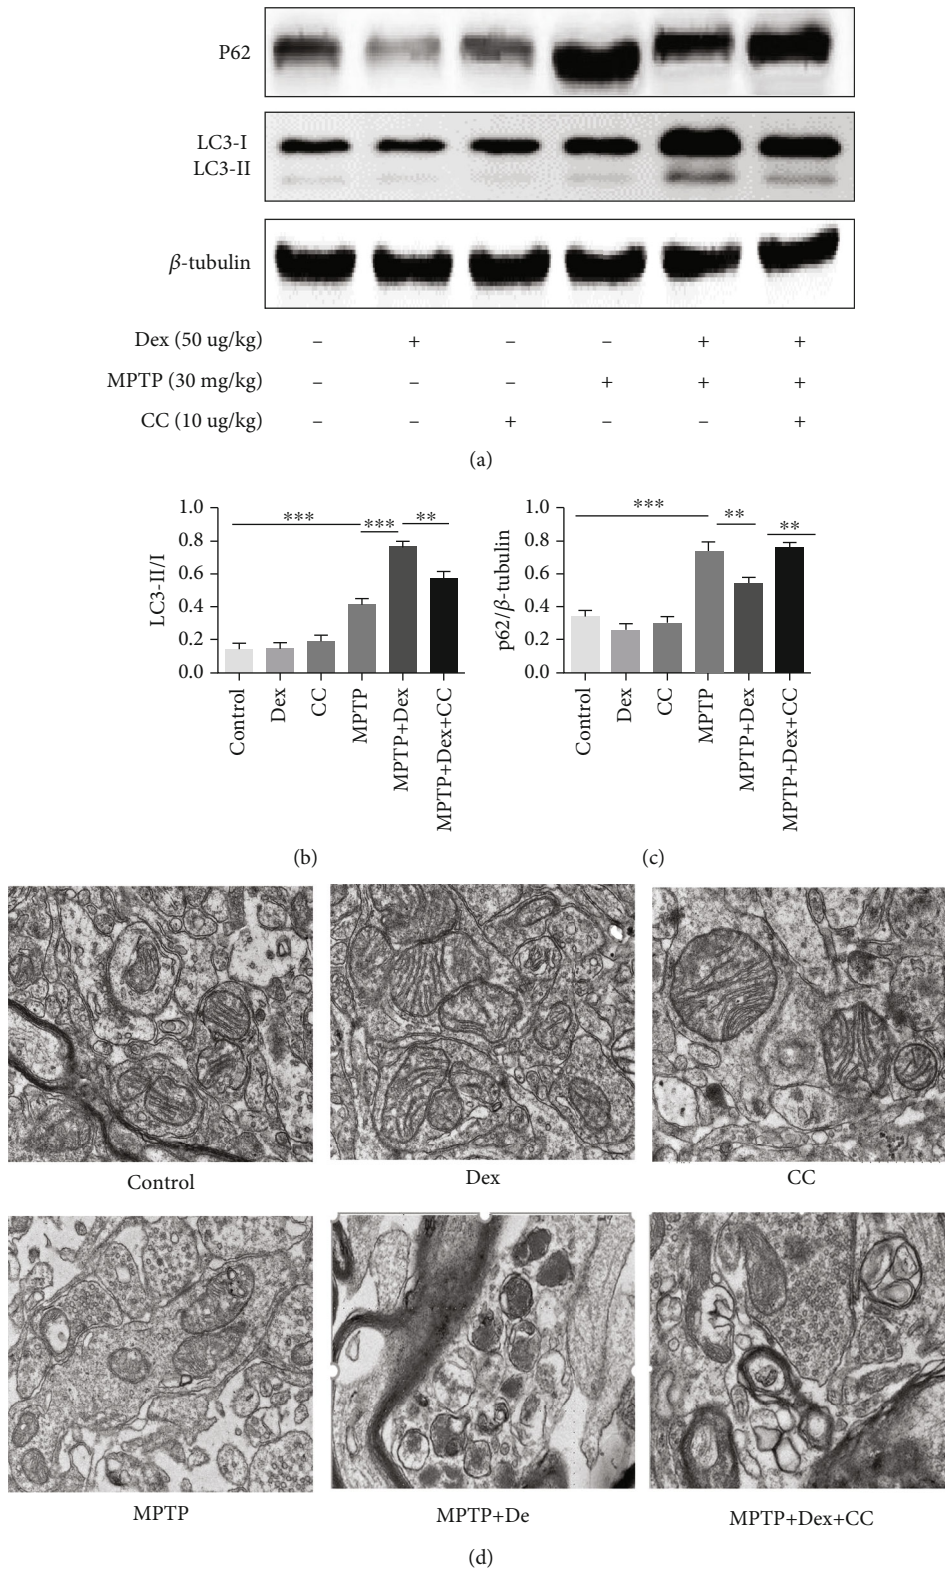 P62
LC3-I
LC3-II
β-tubulin
Dex (50 ug/kg) – + – – + +
MPTP (30 mg/kg) – – – + + +
CC (10 ug/kg) – – + – – +
(a)
1.0
0.8
0.6
0.4
0.2
0.0
LC3-II/I
*** *** **
Control
Dex
CC
MPTP
MPTP+Dex
MPTP+Dex+CC
(b)
1.0
0.8
0.6
0.4
0.2
0.0
p62/β-tubulin
*** ** **
Control
Dex
CC
MPTP
MPTP+Dex
MPTP+Dex+CC
(c)
Control
Dex
CC
MPTP
MPTP+De
MPTP+Dex+CC
(d)